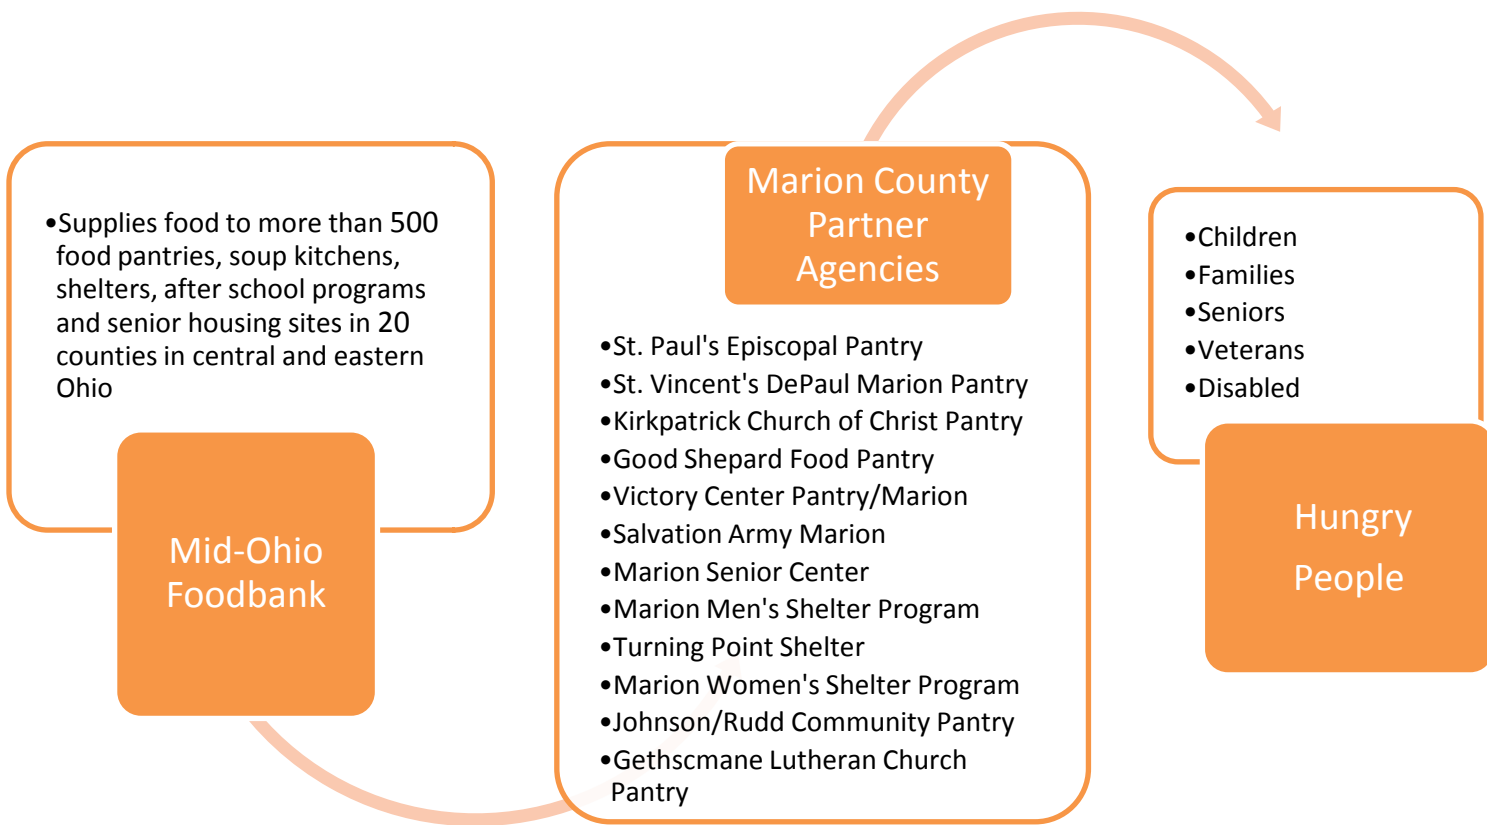 •Supplies food to more than 500
food pantries, soup kitchens,
shelters, after school programs
and senior housing sites in 20
counties in central and eastern
Ohio
Mid-Ohio
Foodbank
Marion County
Partner
Agencies
•St. Paul's Episcopal Pantry
•St. Vincent's DePaul Marion Pantry
•Kirkpatrick Church of Christ Pantry
•Good Shepard Food Pantry
•Victory Center Pantry/Marion
•Salvation Army Marion
•Marion Senior Center
•Marion Men's Shelter Program
•Turning Point Shelter
•Marion Women's Shelter Program
•Johnson/Rudd Community Pantry
•Gethscmane Lutheran Church
Pantry
•Children
•Families
•Seniors
•Veterans
•Disabled
Hungry
People